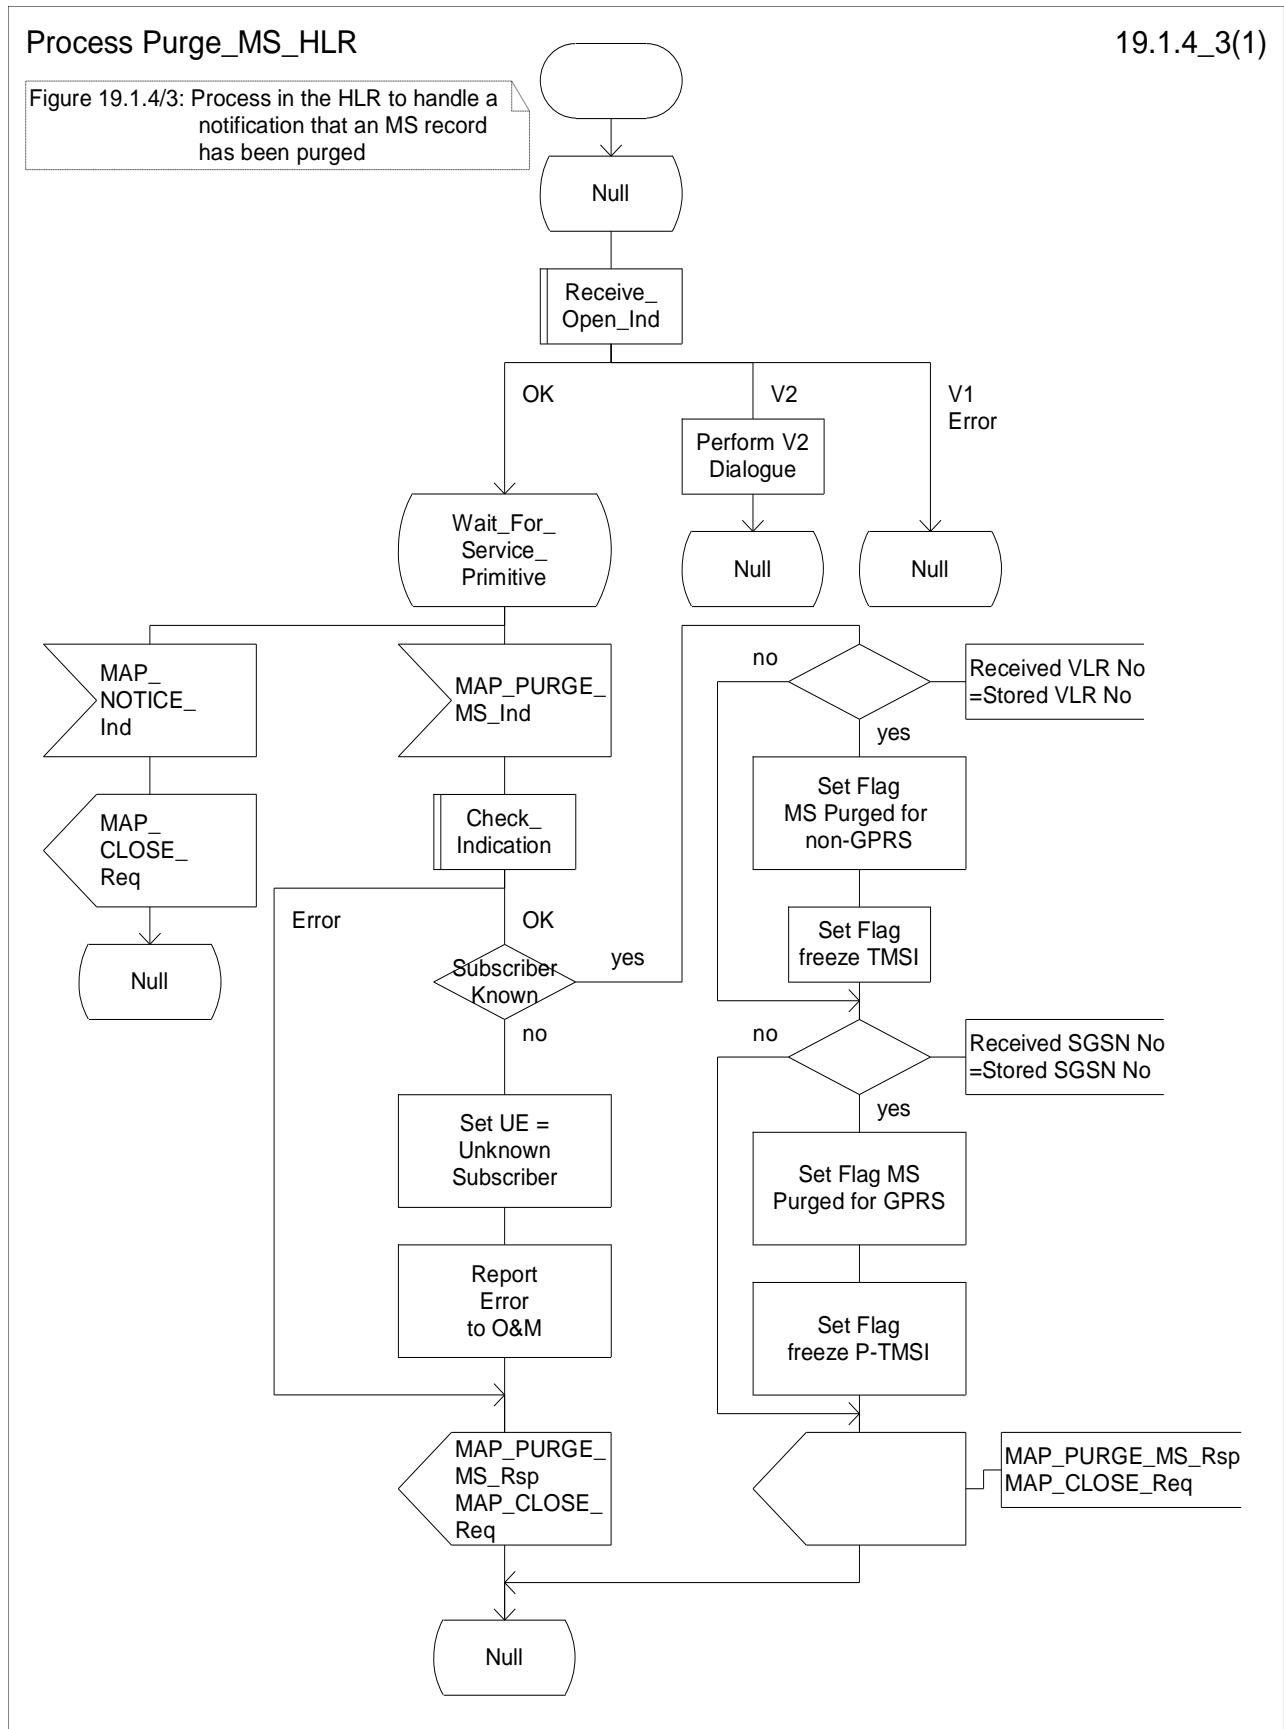 Process Purge_MS_HLR
19.1.4_3(1)
Figure 19.1.4/3: Process in the HLR to handle a
notification that an MS record
has been purged
Null
Receive_
Open_Ind
OK
V2
V1
Error
Perform V2
Dialogue
Wait_For_
Service_
Primitive
Null
Null
MAP_
NOTICE_
Ind
MAP_PURGE_
MS_Ind
no
Received VLR No
=Stored VLR No
yes
Set Flag
MS Purged for
non-GPRS
MAP_
CLOSE_
Req
Check_
Indication
Error
OK
Set Flag
freeze TMSI
Null
Subscriber
Known
yes
no
no
Received SGSN No
=Stored SGSN No
yes
Set UE =
Unknown
Subscriber
Set Flag MS
Purged for GPRS
Report
Error
to O&M
Set Flag
freeze P-TMSI
MAP_PURGE_
MS_Rsp
MAP_CLOSE_
Req
MAP_PURGE_MS_Rsp
MAP_CLOSE_Req
Null